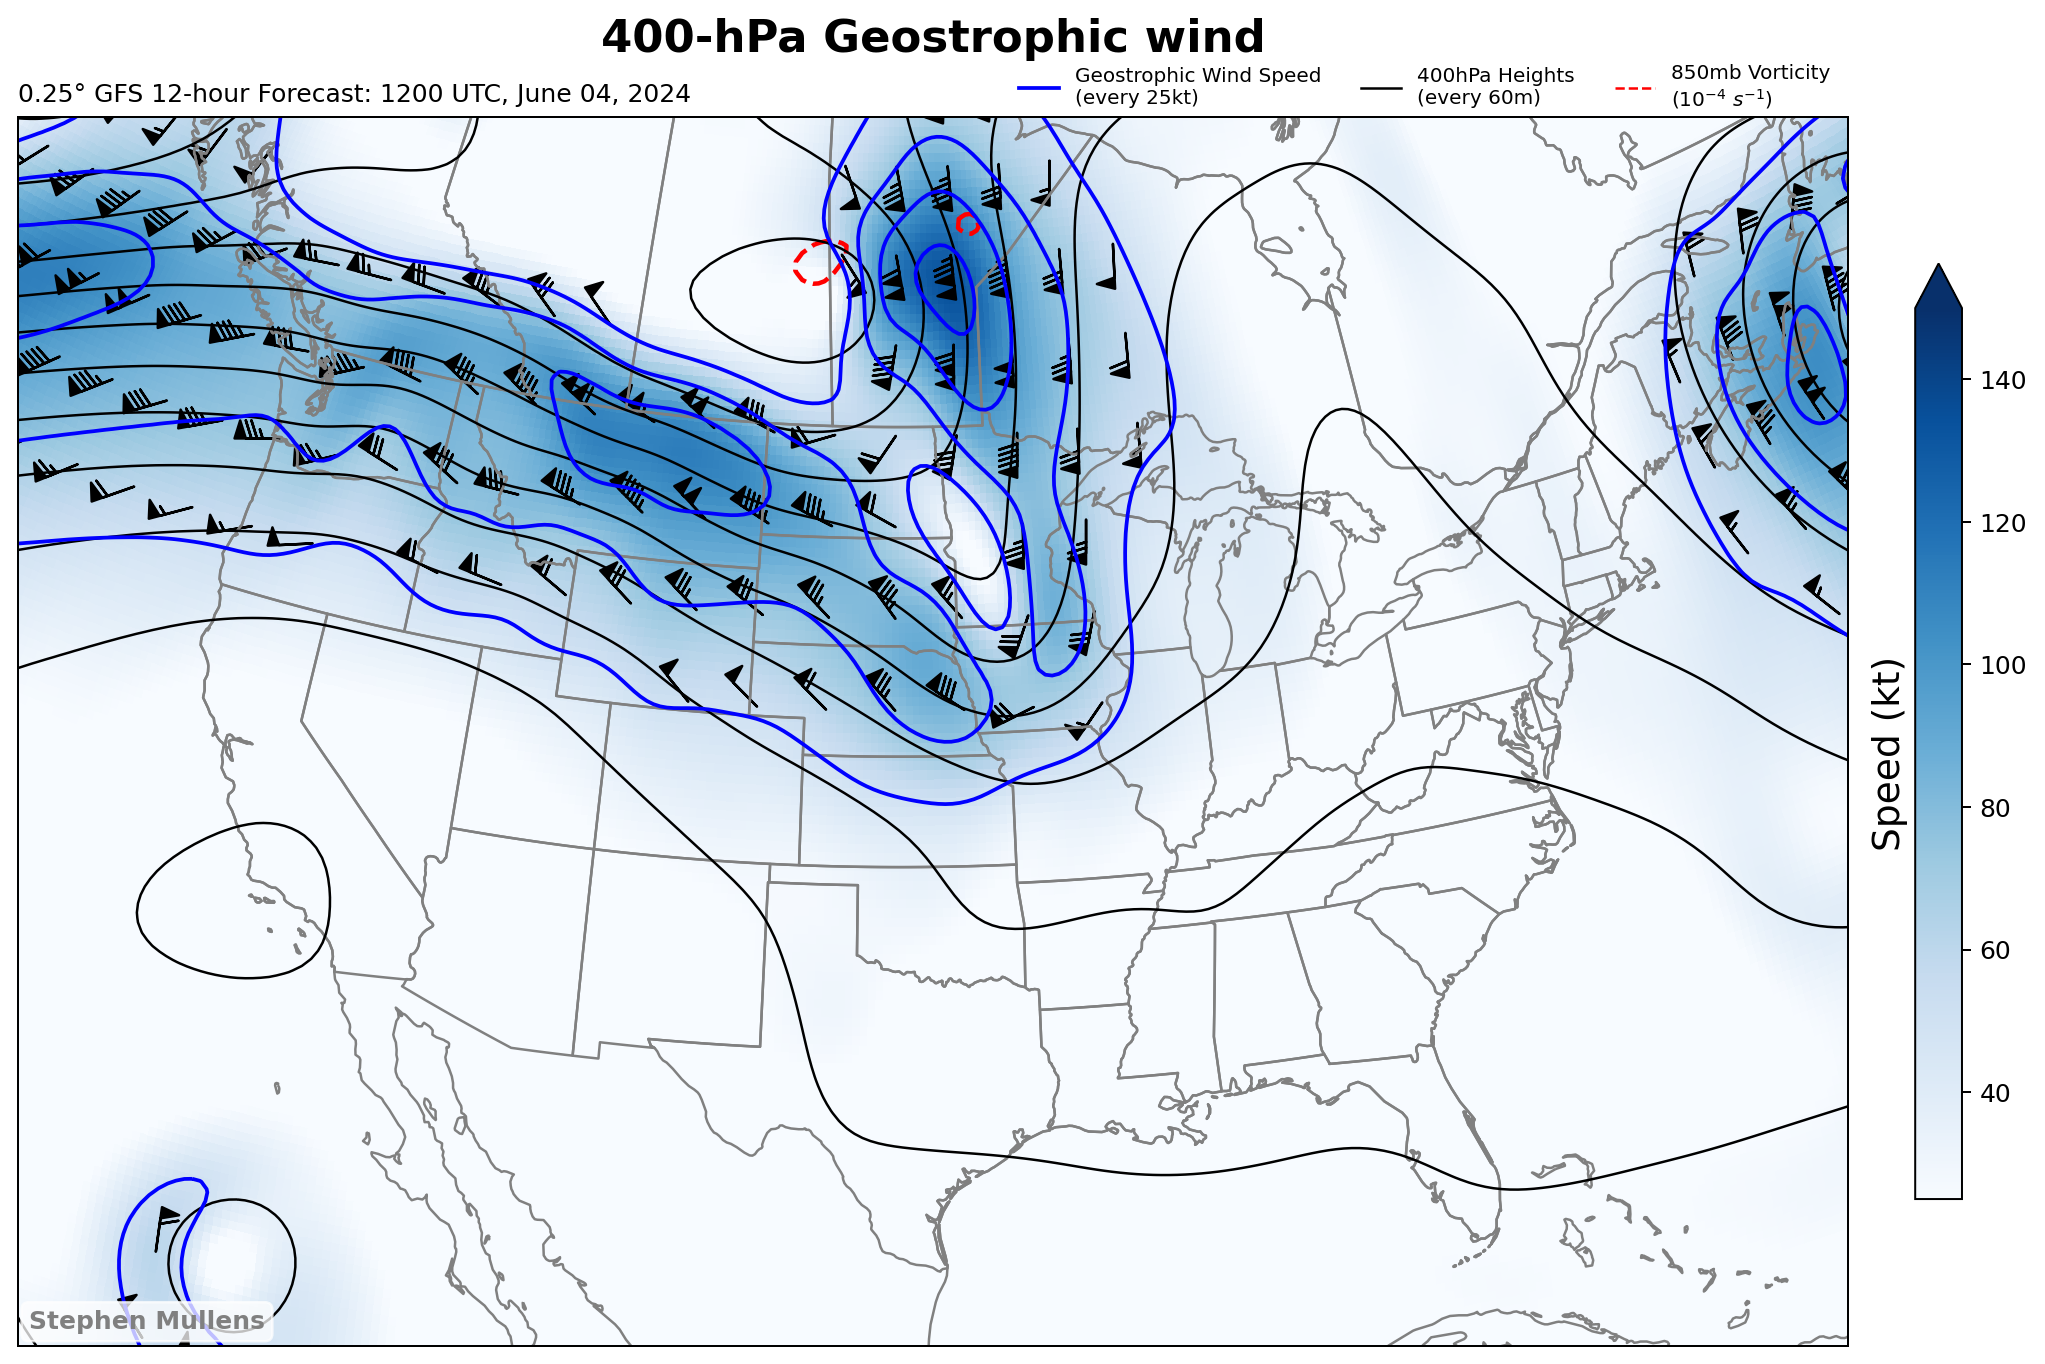 400-hPa Geostrophic wind
0.25° GFS 12-hour Forecast: 1200 UTC, June 04, 2024
Geostrophic Wind Speed
(every 25kt)
400hPa Heights
(every 60m)
850mb Vorticity
(10⁻⁴ s⁻¹)
140
120
100
80
60
40
Speed (kt)
Stephen Mullens